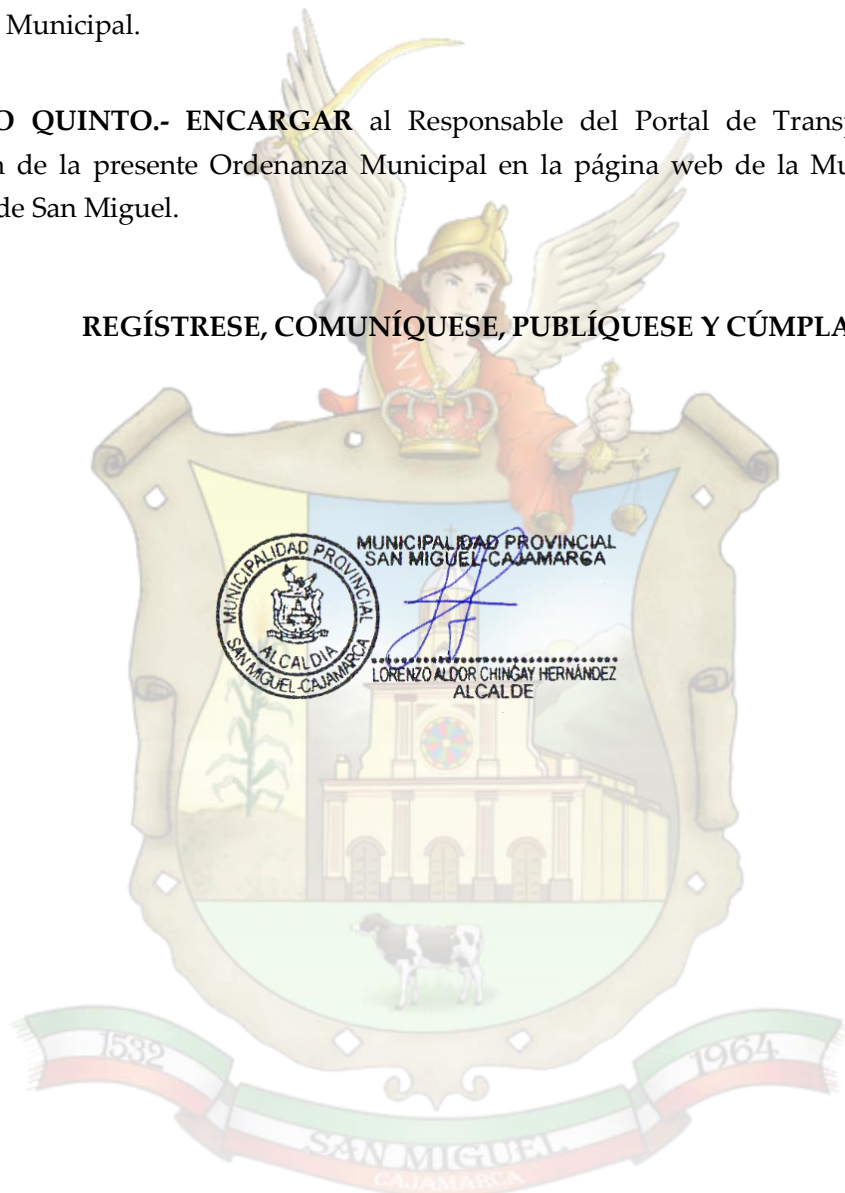 Municipal.
O QUINTO.- ENCARGAR al Responsable del Portal de Transp
n de la presente Ordenanza Municipal en la página web de la Mu
de San Miguel.
REGÍSTRESE, COMUNÍQUESE, PUBLÍQUESE Y CÚMPLA
MUNICIPALIDAD PROVINCIAL
SAN MIGUEL-CAJAMARCA
ALCALDIA
MUNICIPALIDAD PROVINCIAL
SAN MIGUEL-CAJAMARCA
LORENZO ALDOR CHINGAY HERNÁNDEZ
ALCALDE
1532
1964
SAN MIGUEL
CAJAMARCA